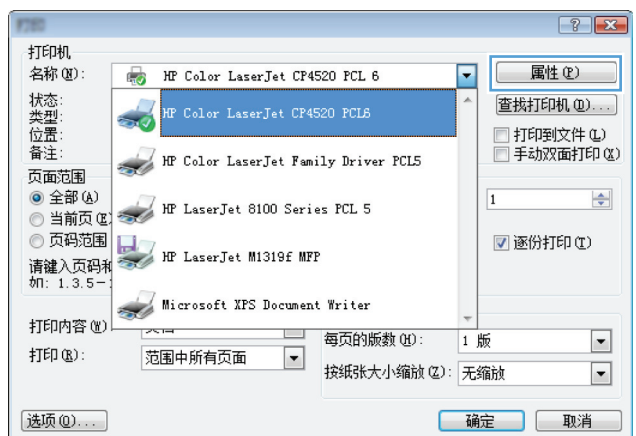 打印机
名称(N): HP Color LaserJet CP4520 PCL 6 属性(P)
状态: HP Color LaserJet CP4520 PCL6 查找打印机(D)...
类型:
位置: 打印到文件(L)
备注: HP Color LaserJet Family Driver PCL5 手动双面打印(X)
页面范围
全部(A) HP LaserJet 8100 Series PCL 5 1
当前页(E)
页码范围 逐份打印(T)
请键入页码和 HP LaserJet M1319f MFP
如: 1.3.5-
Microsoft XPS Document Writer
打印内容(W):
每页的版数(H): 1 版
打印(R): 范围中所有页面
按纸张大小缩放(Z): 无缩放
选项(O)... 确定 取消